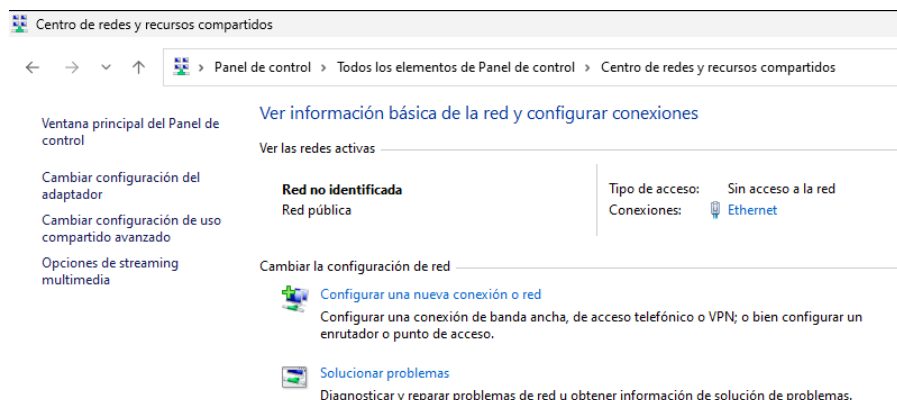 Centro de redes y recursos compartidos
Panel de control > Todos los elementos de Panel de control > Centro de redes y recursos compartidos
Ventana principal del Panel de
control
Cambiar configuración del
adaptador
Cambiar configuración de uso
compartido avanzado
Opciones de streaming
multimedia
Ver información básica de la red y configurar conexiones
Ver las redes activas
Red no identificada
Red pública
Tipo de acceso: Sin acceso a la red
Conexiones: Ethernet
Cambiar la configuración de red
Configurar una nueva conexión o red
Configurar una conexión de banda ancha, de acceso telefónico o VPN; o bien configurar un
enrutador o punto de acceso.
Solucionar problemas
Diagnosticar y reparar problemas de red u obtener información de solución de problemas.